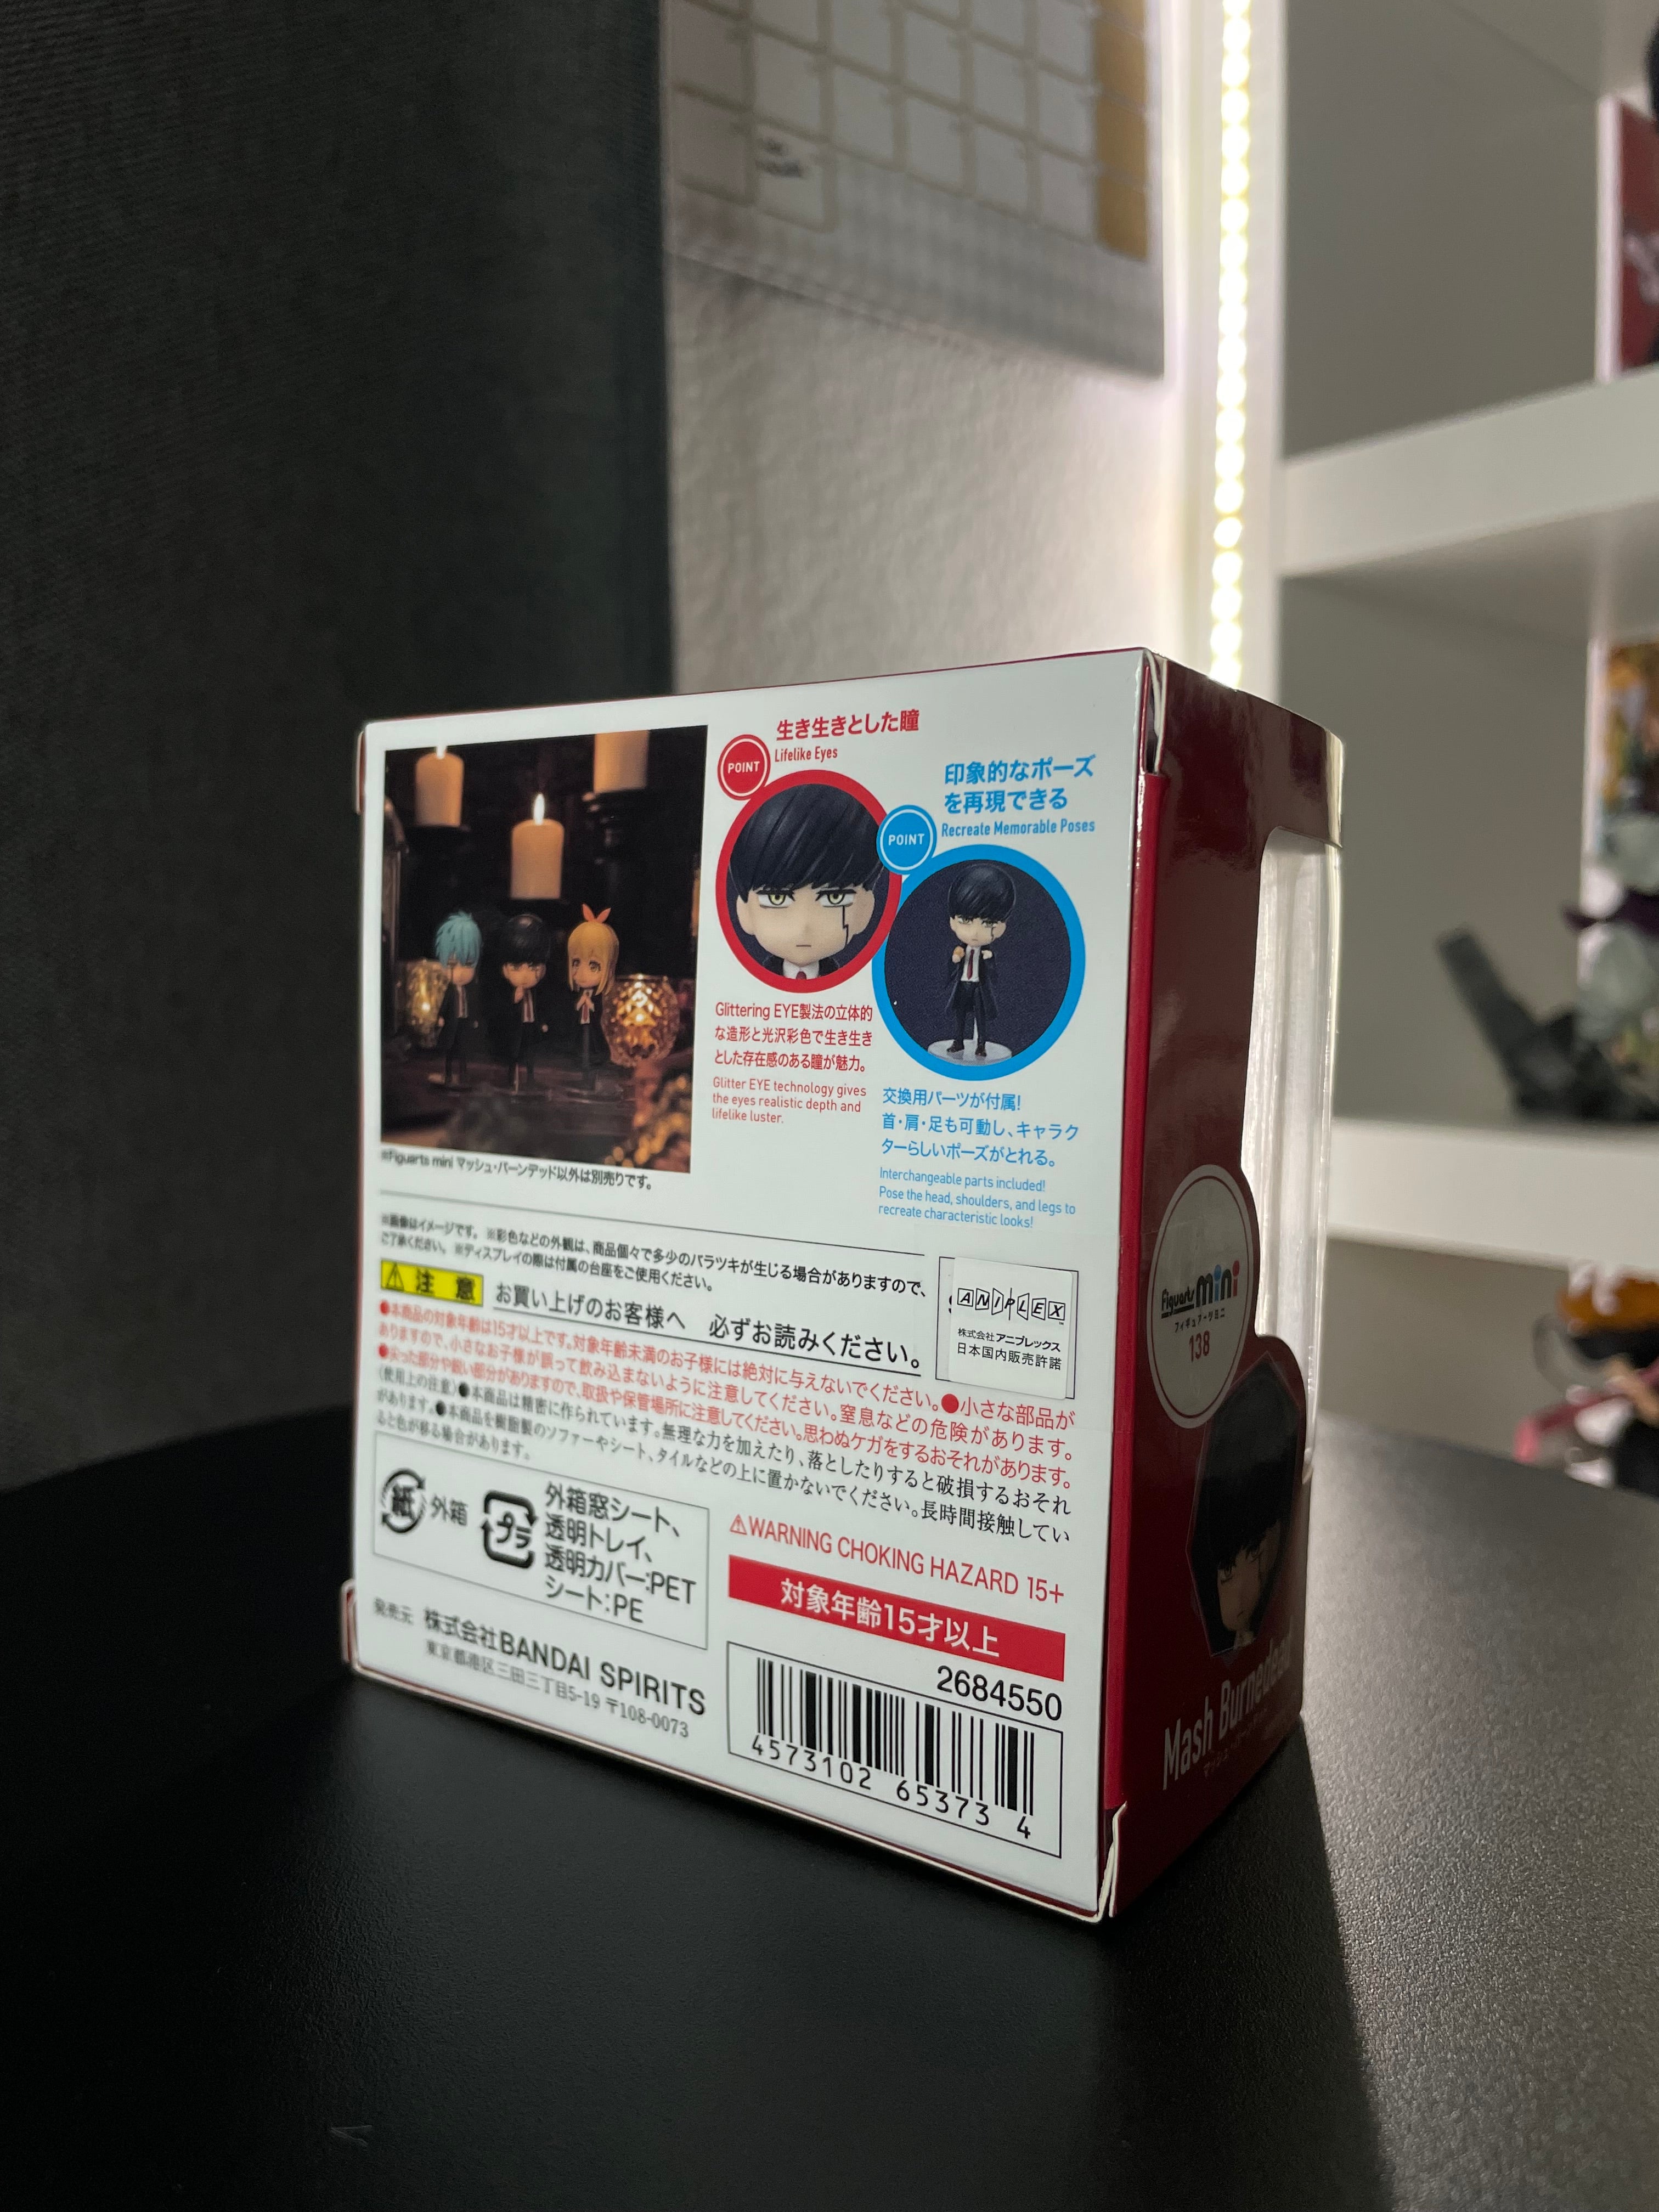 生き生きとした瞳
POINT
Lifelike Eyes
印象的なポーズ
を再現できる
POINT
Recreate Memorable Poses
Glittering EYE製法の立体的
な造形と光沢彩色で生き生き
とした存在感のある瞳が魅力。
Glitter EYE technology gives
the eyes realistic depth and
lifelike luster.
交換用パーツが付属!
首・肩・足も可動し、キャラク
ターらしいポーズがとれる。
Interchangeable parts included!
Pose the head, shoulders, and legs to
recreate characteristic looks!
※Figuarts mini マッシュ・バーンデッド以外は別売りです。
※画像はイメージです。 ※彩色などの外観は、商品個々で多少のバラツキが生じる場合がありますので、
ご了承ください。 ※ディスプレイの際は付属の台座をご使用ください。
⚠注 意 お買い上げのお客様へ 必ずお読みください。
ANIPLEX
株式会社アニプレックス
日本国内販売許諾
●本商品の対象年齢は15才以上です。対象年齢未満のお子様には絶対に与えないでください。●小さな部品が
ありますので、小さなお子様が誤って飲み込まないように注意してください。窒息などの危険があります。
●尖った部分や鋭い部分がありますので、取扱や保管場所に注意してください。思わぬケガをするおそれがあります。
〈使用上の注意〉●本商品は精密に作られています。無理な力を加えたり、落としたりすると破損するおそれ
があります。●本商品を樹脂製のソファーやシート、タイルなどの上に置かないでください。長時間接触してい
ると色が移る場合があります。
紙 外箱
プラ
外箱窓シート、
透明トレイ、
透明カバー:PET
シート:PE
⚠WARNING CHOKING HAZARD 15+
対象年齢15才以上
発売元 株式会社BANDAI SPIRITS
東京都港区三田三丁目5-19 〒108-0073
2684550
4573102 65373 4
Figuarts mini
フィギュアーツミニ
138
Mash Burnedead